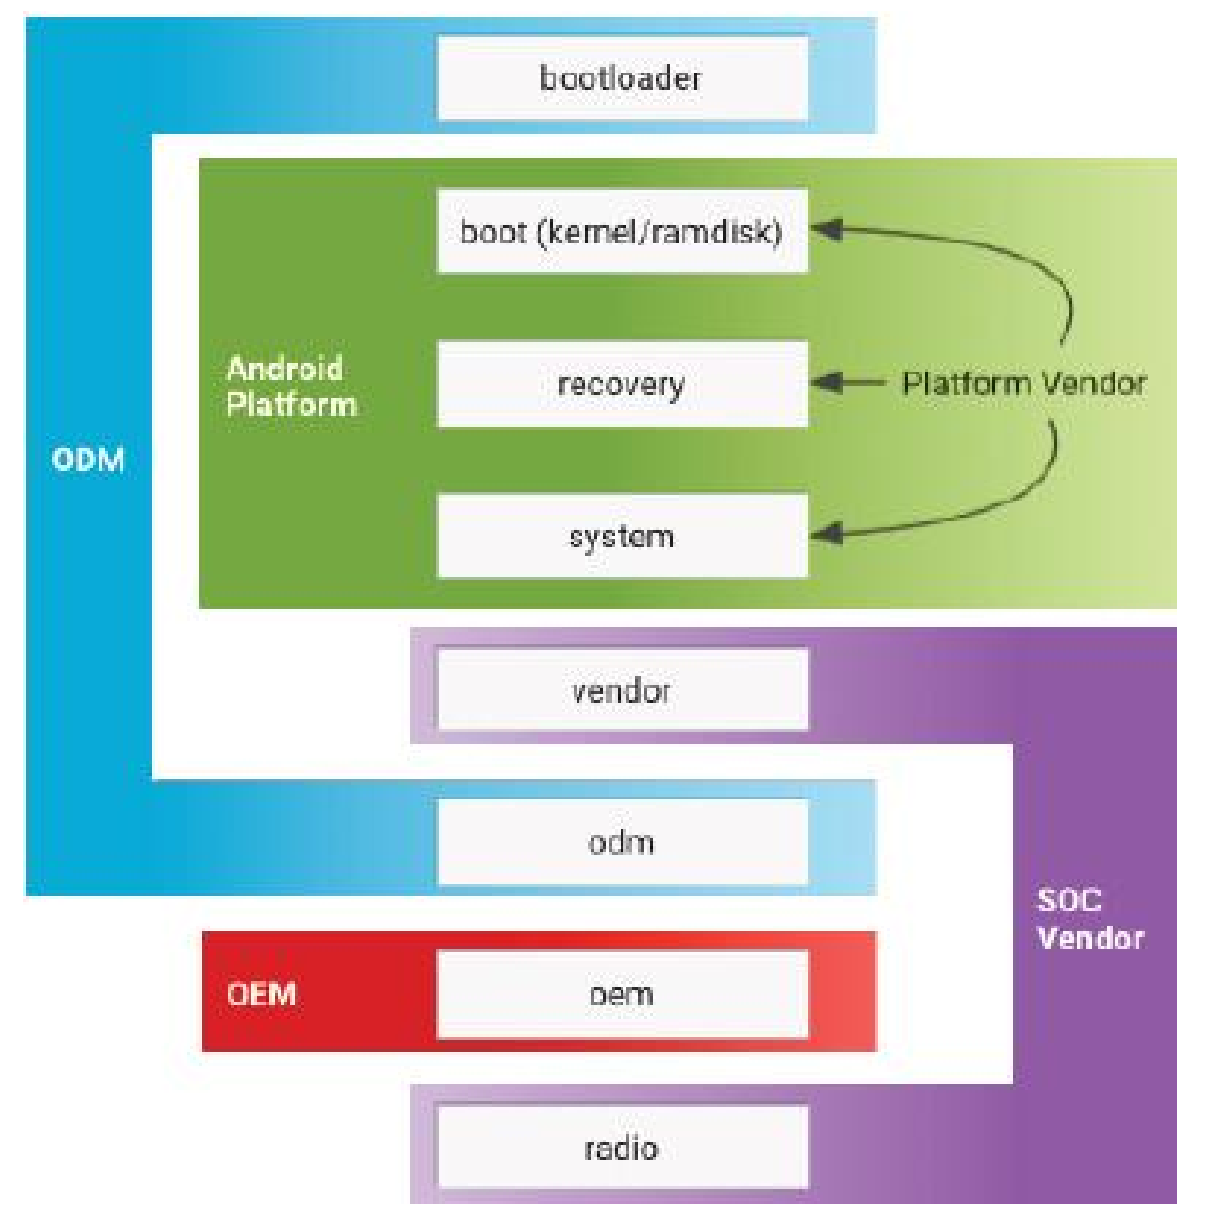 bootloader
boot (kernel/ramdisk)
Android
Platform
recovery
Platform Vendor
ODM
system
vendor
odm
SOC
Vendor
OEM
oem
radio